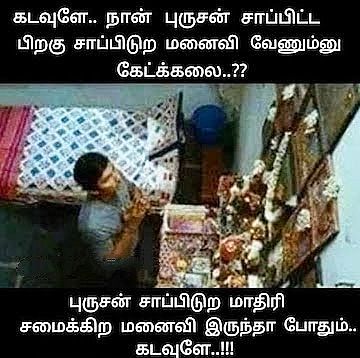 கடவுளே.. நான் புருசன் சாப்பிட்ட
பிறகு சாப்பிடுற மனைவி வேணும்னு
கேட்க்கலை..??
புருசன் சாப்பிடுற மாதிரி
சமைக்கிற மனைவி இருந்தா போதும்..
கடவுளே..!!!